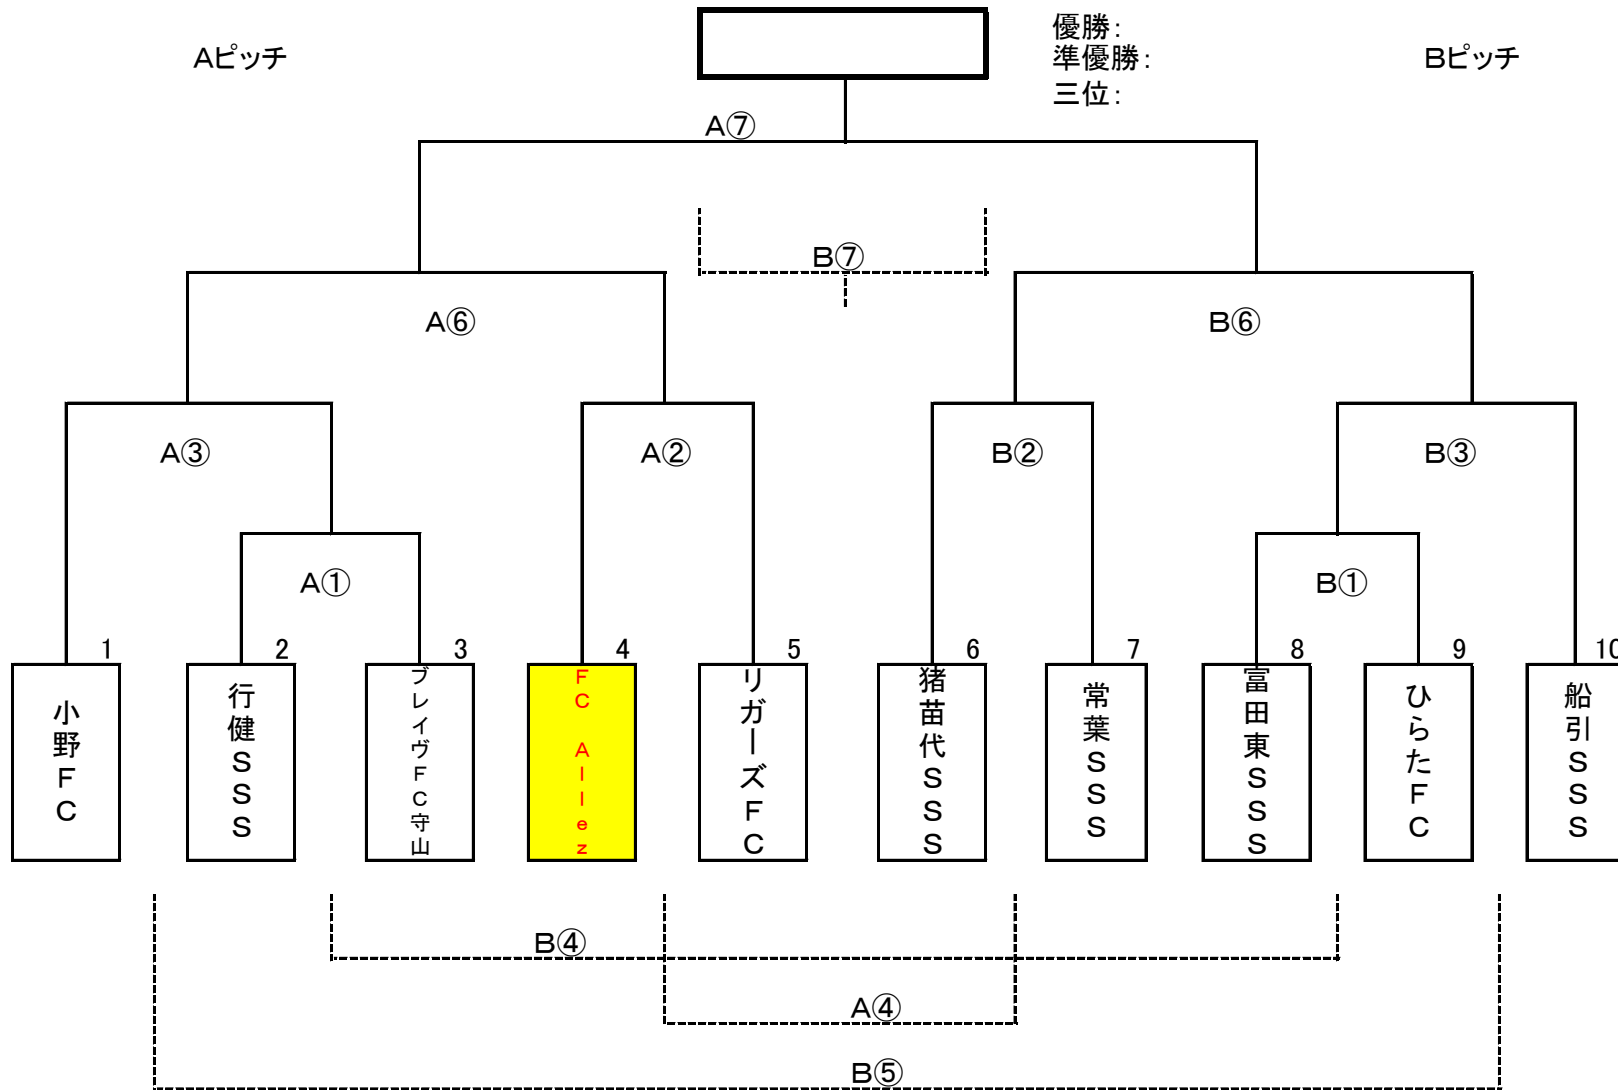 Aピッチ
優勝：
準優勝：
三位：
Bピッチ
A⑦
B⑦
A⑥
B⑥
A③
A②
B②
B③
A①
B①
1
2
3
4
5
6
7
8
9
10
小野FC
行健SSS
ブレイヴFC守山
FC Allez
リガーズFC
猪苗代SSS
常葉SSS
富田東SSS
ひらたFC
船引SSS
B④
A④
B⑤